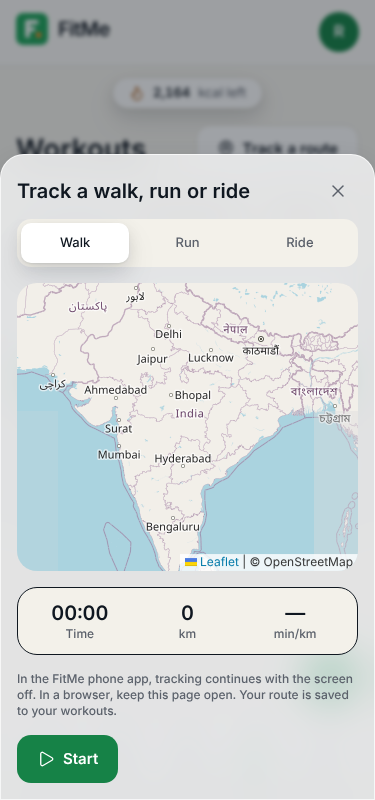 FitMe
2,164 kcal left
Workouts
Track a route
Track a walk, run or ride
Walk
Run
Ride
پاکستان
لاہور
Delhi
नेपाल
Jaipur
Lucknow
काठमाडौं
کراچی
Ahmedabad
Bhopal
বাংলাদেশ
India
চট্টগ্রাম
Surat
Mumbai
Hyderabad
Bengaluru
Leaflet | © OpenStreetMap
00:00
0
—
Time
km
min/km
In the FitMe phone app, tracking continues with the screen
off. In a browser, keep this page open. Your route is saved
to your workouts.
Start